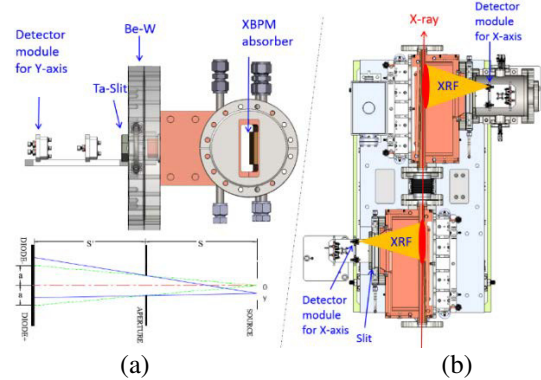 Detector
module
for Y-axis
Be-W
Ta-Slit
XBPM
absorber
S
S
DIODE
a
a
DIODE-
APERTURE
SOURCE
0
Y
(a)
X-ray
Detector
module
for X-axis
XRF
XRF
Detector
module
for X-axis
Slit
(b)